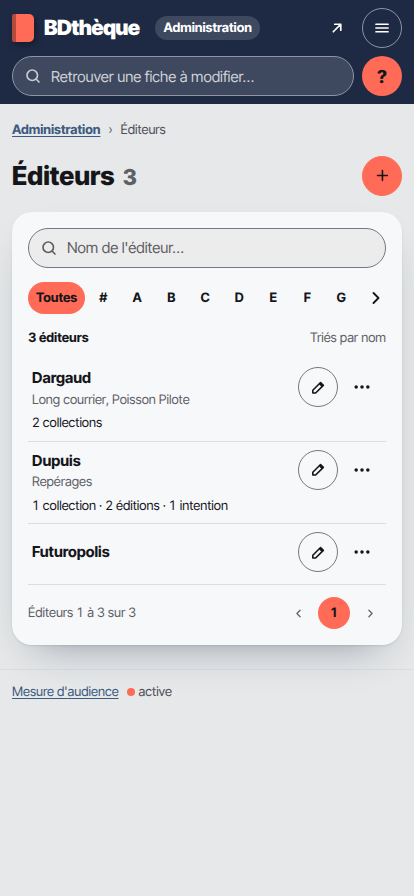 BDthèque Administration
Retrouver une fiche à modifier... ?
Administration › Éditeurs
Éditeurs 3
+
Nom de l'éditeur...
Toutes # A B C D E F G
3 éditeurs Triés par nom
Dargaud
Long courrier, Poisson Pilote
2 collections
Dupuis
Repérages
1 collection · 2 éditions · 1 intention
Futuropolis
Éditeurs 1 à 3 sur 3 ‹ 1 ›
Mesure d'audience active